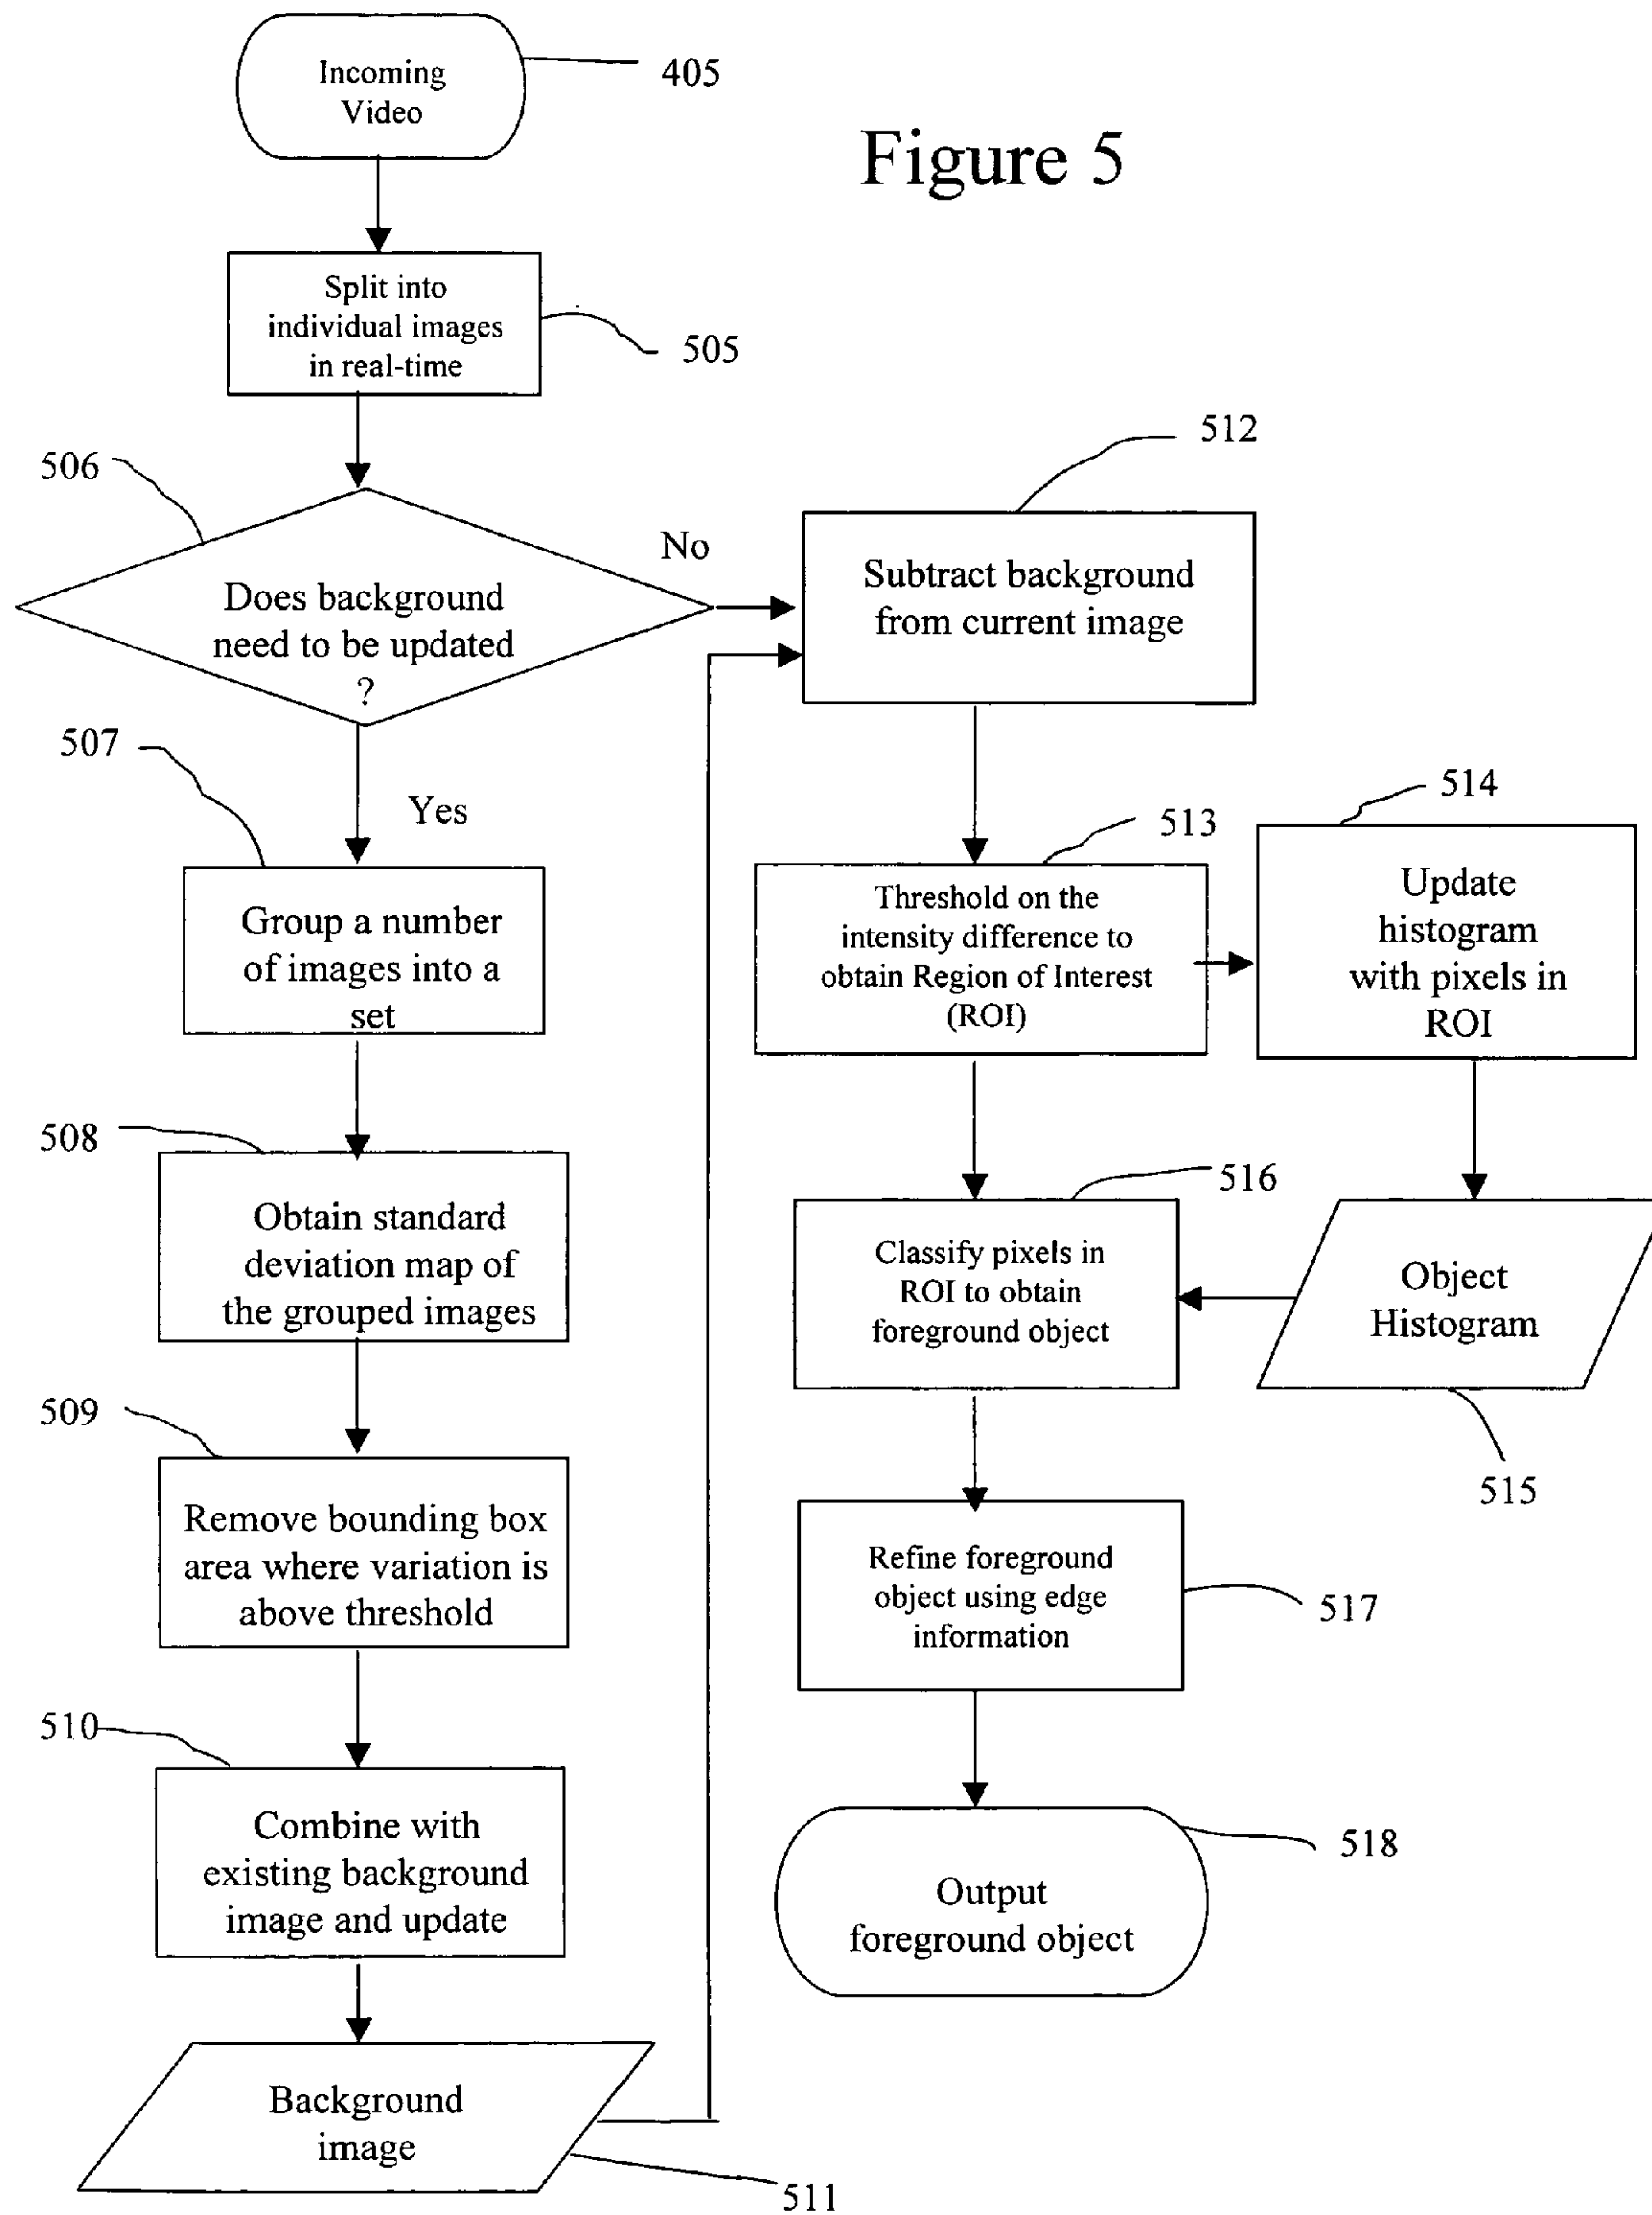 Incoming
Video
405
Figure 5
Split into
individual images
in real-time
505
506
Does background
need to be updated
?
No
Yes
507
Group a number
of images into a
set
508
Obtain standard
deviation map of
the grouped images
509
Remove bounding box
area where variation is
above threshold
510
Combine with
existing background
image and update
Background
image
511
512
Subtract background
from current image
513
Threshold on the
intensity difference to
obtain Region of Interest
(ROI)
514
Update
histogram
with pixels in
ROI
Object
Histogram
515
516
Classify pixels in
ROI to obtain
foreground object
Refine foreground
object using edge
information
517
Output
foreground object
518